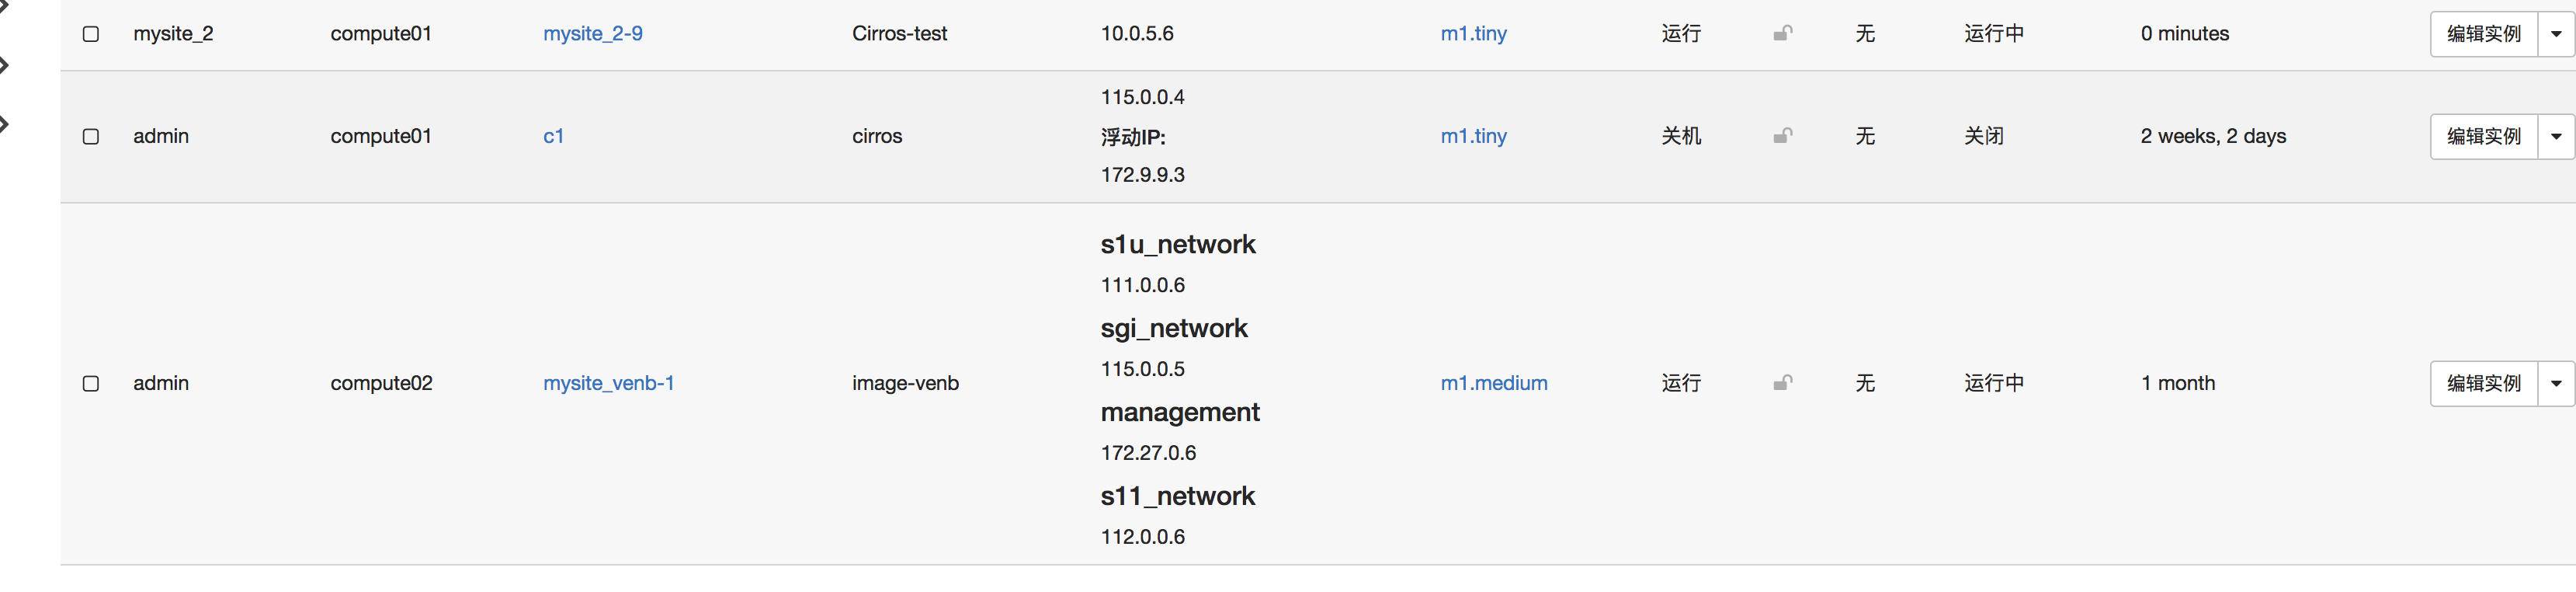 mysite_2 compute01 mysite_2-9 Cirros-test 10.0.5.6 m1.tiny 运行 无 运行中 0 minutes 编辑实例
115.0.0.4
admin compute01 c1 cirros 浮动IP: m1.tiny 关机 无 关闭 2 weeks, 2 days 编辑实例
172.9.9.3
s1u_network
111.0.0.6
sgi_network
115.0.0.5
admin compute02 mysite_venb-1 image-venb m1.medium 运行 无 运行中 1 month 编辑实例
management
172.27.0.6
s11_network
112.0.0.6